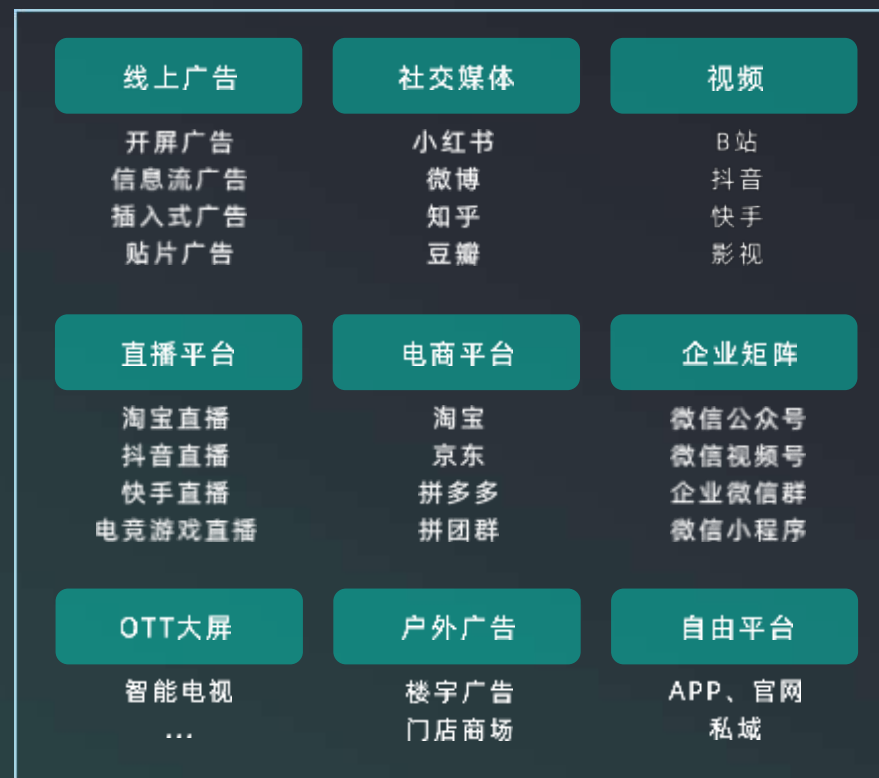 线上广告
开屏广告
信息流广告
插入式广告
贴片广告
社交媒体
小红书
微博
知乎
豆瓣
视频
B站
抖音
快手
影视
直播平台
淘宝直播
抖音直播
快手直播
电竞游戏直播
电商平台
淘宝
京东
拼多多
拼团群
企业矩阵
微信公众号
微信视频号
企业微信群
微信小程序
OTT大屏
智能电视
...
户外广告
楼宇广告
门店商场
自由平台
APP、官网
私域